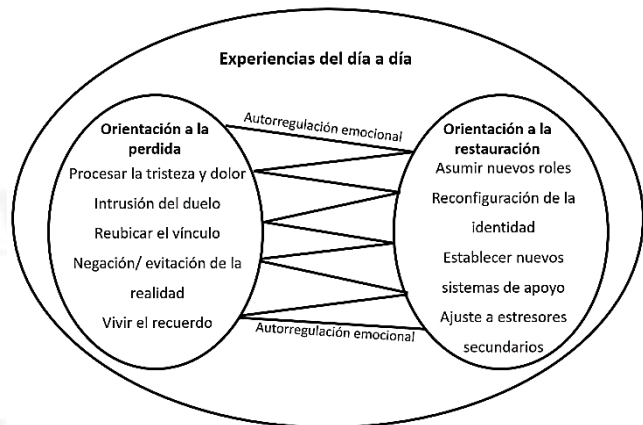 Experiencias del día a día
Autorregulación emocional
Orientación a la
perdida
Procesar la tristeza y dolor
Intrusión del duelo
Reubicar el vínculo
Negación/ evitación de la
realidad
Vivir el recuerdo
Orientación a la
restauración
Asumir nuevos roles
Reconfiguración de la
identidad
Establecer nuevos
sistemas de apoyo
Ajuste a estresores
secundarios
Autorregulación emocional